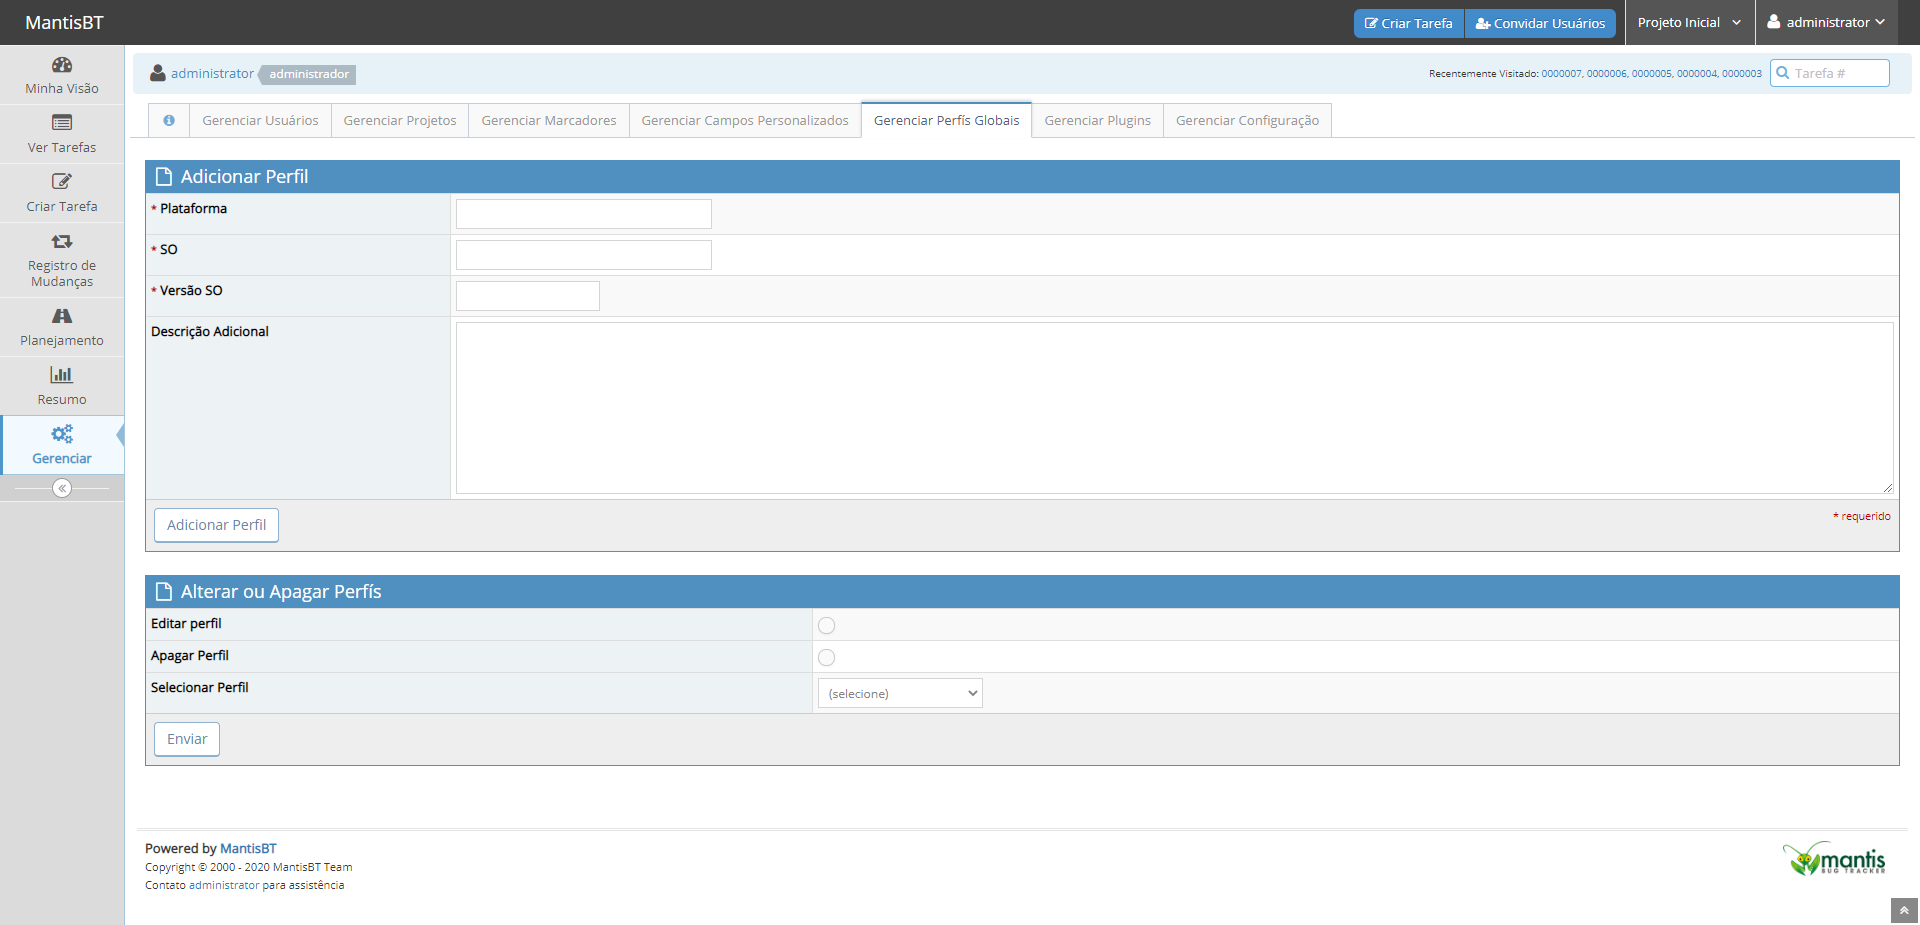 MantisBT
Criar Tarefa
Convidar Usuários
Projeto Inicial
administrator
Minha Visão
Ver Tarefas
Criar Tarefa
Registro de
Mudanças
Planejamento
Resumo
Gerenciar
administrator administrador
Recentemente Visitado: 0000007, 0000006, 0000005, 0000004, 0000003
Tarefa #
Gerenciar Usuários
Gerenciar Projetos
Gerenciar Marcadores
Gerenciar Campos Personalizados
Gerenciar Perfís Globais
Gerenciar Plugins
Gerenciar Configuração
Adicionar Perfil
* Plataforma
* SO
* Versão SO
Descrição Adicional
Adicionar Perfil
* requerido
Alterar ou Apagar Perfís
Editar perfil
Apagar Perfil
Selecionar Perfil
(selecione)
Enviar
Powered by MantisBT
Copyright © 2000 - 2020 MantisBT Team
Contato administrator para assistência
mantis
BUG TRACKER